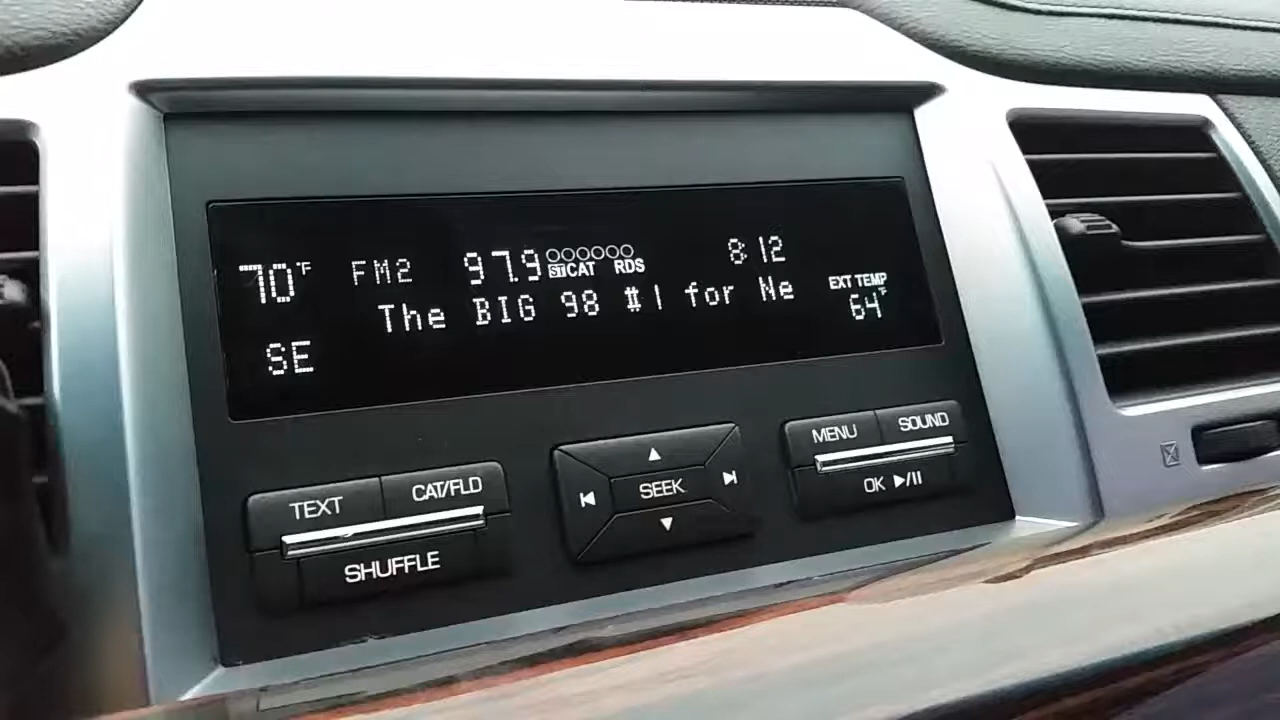 70°F FM2 97.9 ST CAT RDS 8:12
The BIG 98 #1 for Ne EXT TEMP
SE 64°F
TEXT CAT/FLD
SHUFFLE
SEEK
MENU SOUND
OK ▶/II